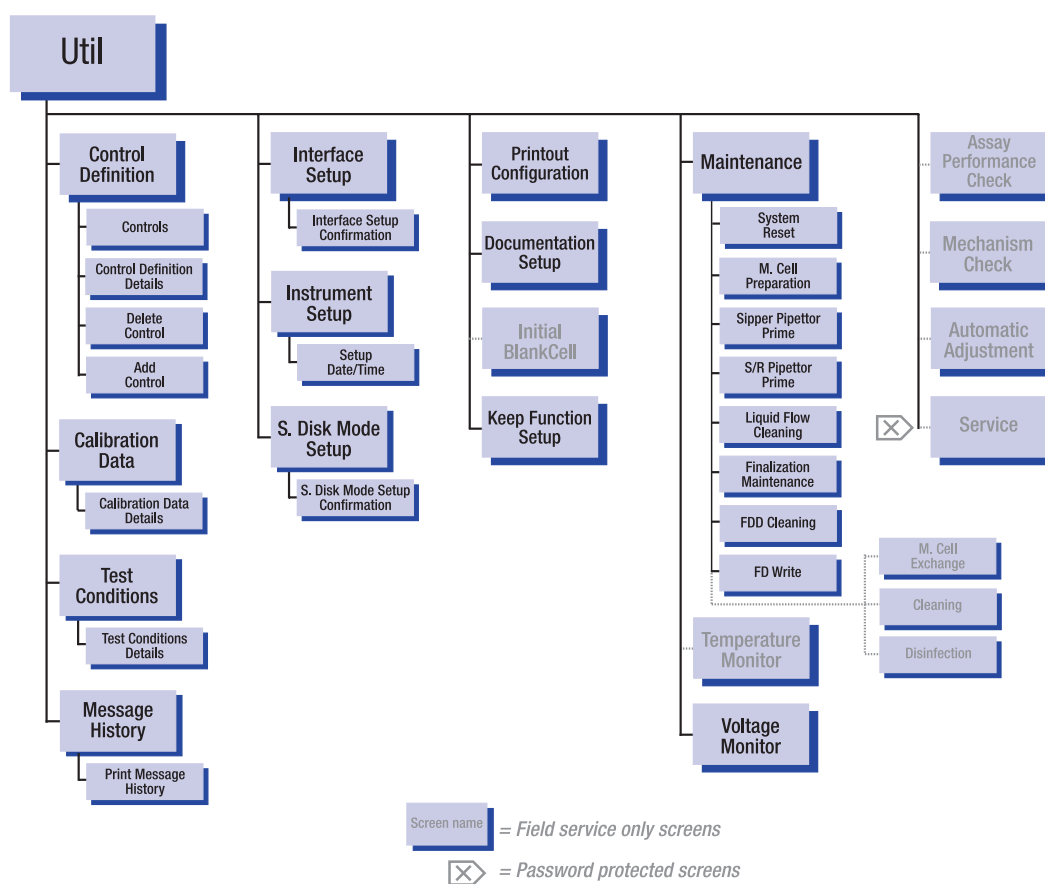 Util
Control
Definition
Controls
Control Definition
Details
Delete
Control
Add
Control
Calibration
Data
Calibration Data
Details
Test
Conditions
Test Conditions
Details
Message
History
Print Message
History
Interface
Setup
Interface Setup
Confirmation
Instrument
Setup
Setup
Date/Time
S. Disk Mode
Setup
S. Disk Mode Setup
Confirmation
Printout
Configuration
Documentation
Setup
Initial
BlankCell
Keep Function
Setup
Maintenance
System
Reset
M. Cell
Preparation
Sipper Pipettor
Prime
S/R Pipettor
Prime
Liquid Flow
Cleaning
Finalization
Maintenance
FDD Cleaning
FD Write
M. Cell
Exchange
Cleaning
Disinfection
Temperature
Monitor
Voltage
Monitor
Assay
Performance
Check
Mechanism
Check
Automatic
Adjustment
Service
Screen name
= Field service only screens
= Password protected screens